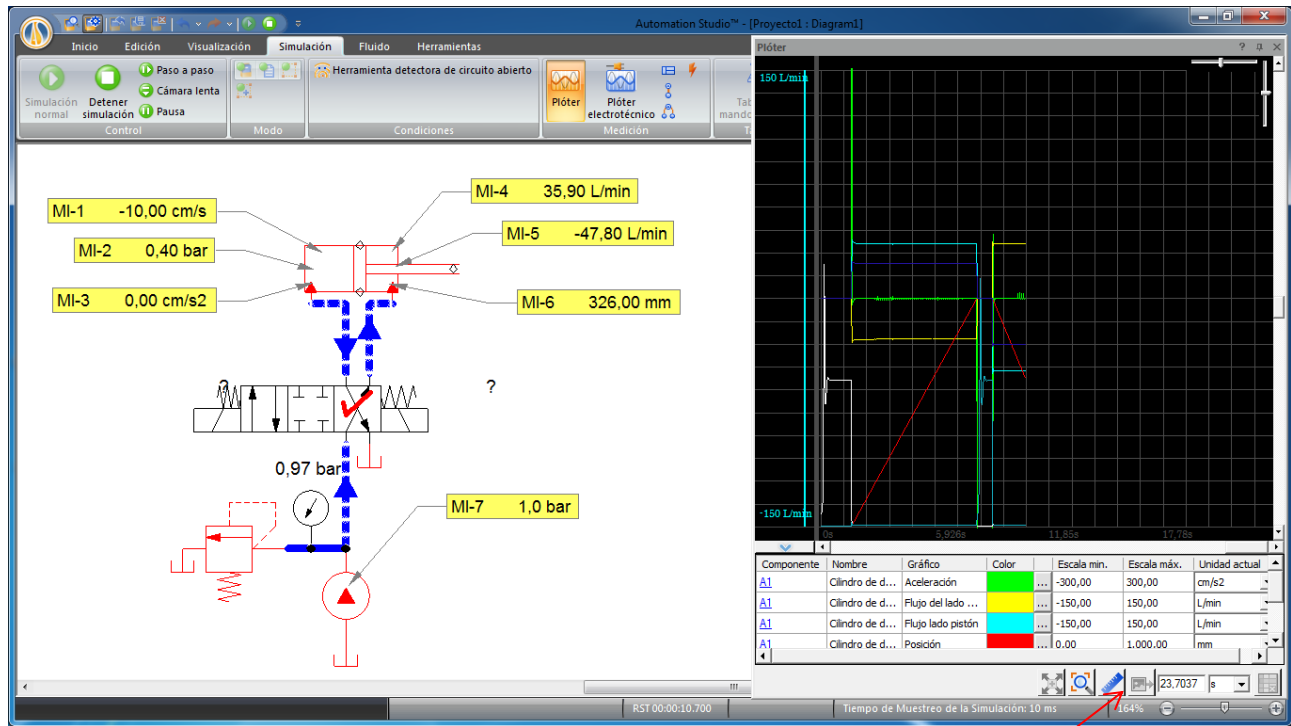 Automation Studio™ - [Proyecto1 : Diagram1]
Inicio Edición Visualización Simulación Fluido Herramientas
Simulación normal
Detener simulación
Paso a paso
Cámara lenta
Pausa
Control
Modo
Herramienta detectora de circuito abierto
Condiciones
Plóter
Plóter electrotécnico
Medición
Plóter
150 L/min
-150 L/min
0s 5,926s 11,85s 17,78s
MI-4 35,90 L/min
MI-1 -10,00 cm/s
MI-5 -47,80 L/min
MI-2 0,40 bar
MI-3 0,00 cm/s2
MI-6 326,00 mm
? ?
0,97 bar
MI-7 1,0 bar
Componente Nombre Gráfico Color Escala min. Escala máx. Unidad actual
A1 Cilindro de d... Aceleración ... -300,00 300,00 cm/s2
A1 Cilindro de d... Flujo del lado ... ... -150,00 150,00 L/min
A1 Cilindro de d... Flujo lado pistón ... -150,00 150,00 L/min
A1 Cilindro de d... Posición ... 0,00 1.000,00 mm
23,7037 s
RST 00:00:10.700 Tiempo de Muestreo de la Simulación: 10 ms 164%